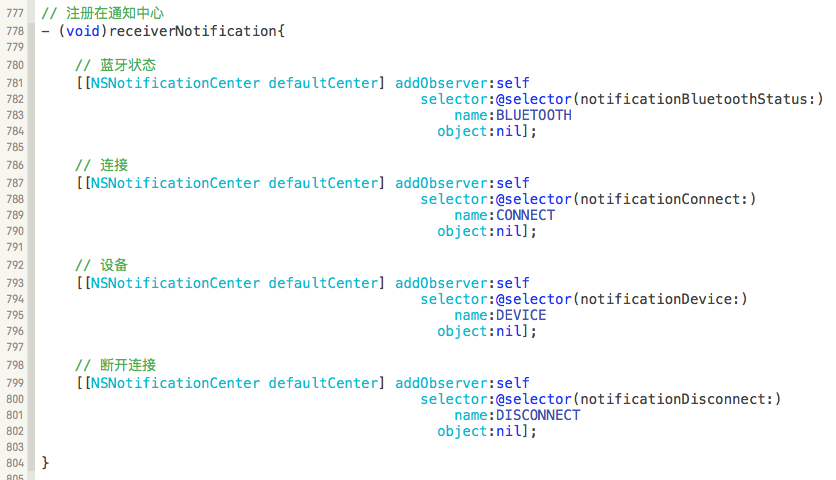 777 // 注册在通知中心
778 - (void)receiverNotification{
779
780 // 蓝牙状态
781 [[NSNotificationCenter defaultCenter] addObserver:self
782 selector:@selector(notificationBluetoothStatus:)
783 name:BLUETOOTH
784 object:nil];
785
786 // 连接
787 [[NSNotificationCenter defaultCenter] addObserver:self
788 selector:@selector(notificationConnect:)
789 name:CONNECT
790 object:nil];
791
792 // 设备
793 [[NSNotificationCenter defaultCenter] addObserver:self
794 selector:@selector(notificationDevice:)
795 name:DEVICE
796 object:nil];
797
798 // 断开连接
799 [[NSNotificationCenter defaultCenter] addObserver:self
800 selector:@selector(notificationDisconnect:)
801 name:DISCONNECT
802 object:nil];
803
804 }
805